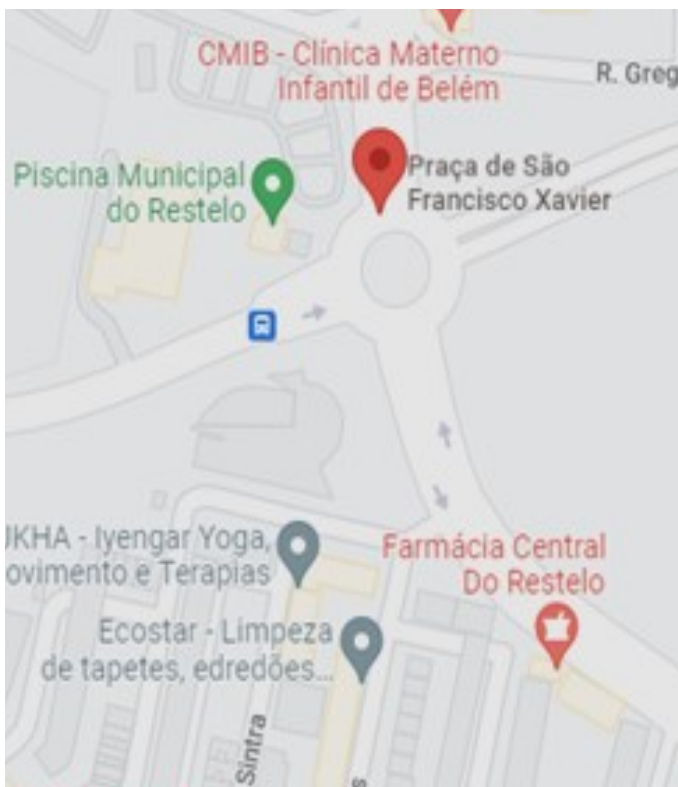 CMIB - Clínica Materno
Infantil de Belém
R. Greg
Piscina Municipal
do Restelo
Praça de São
Francisco Xavier
UKHA - Iyengar Yoga,
ovimento e Terapias
Farmácia Central
Do Restelo
Ecostar - Limpeza
de tapetes, edredões...
Sintra
s